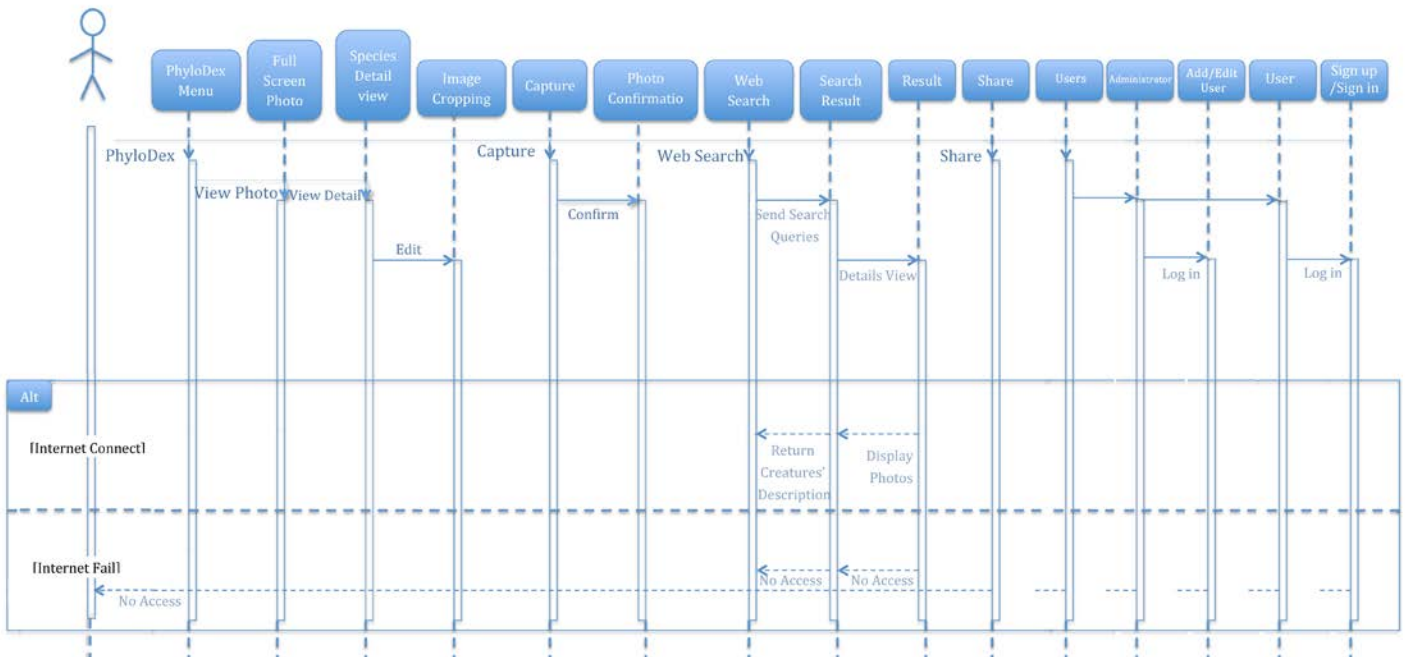 PhyloDex
Menu
Full
Screen
Photo
Species
Detail
view
Image
Cropping
Capture
Photo
Confirmatio
Web
Search
Search
Result
Result
Share
Users
Administrator
Add/Edit
User
User
Sign up
/Sign in
PhyloDex
Capture
Web Search
Share
View Photo
View Detail
Confirm
Send Search
Queries
Edit
Details View
Log in
Log in
Alt
[Internet Connect]
Return
Creatures'
Description
Display
Photos
[Internet Fail]
No Access
No Access
No Access